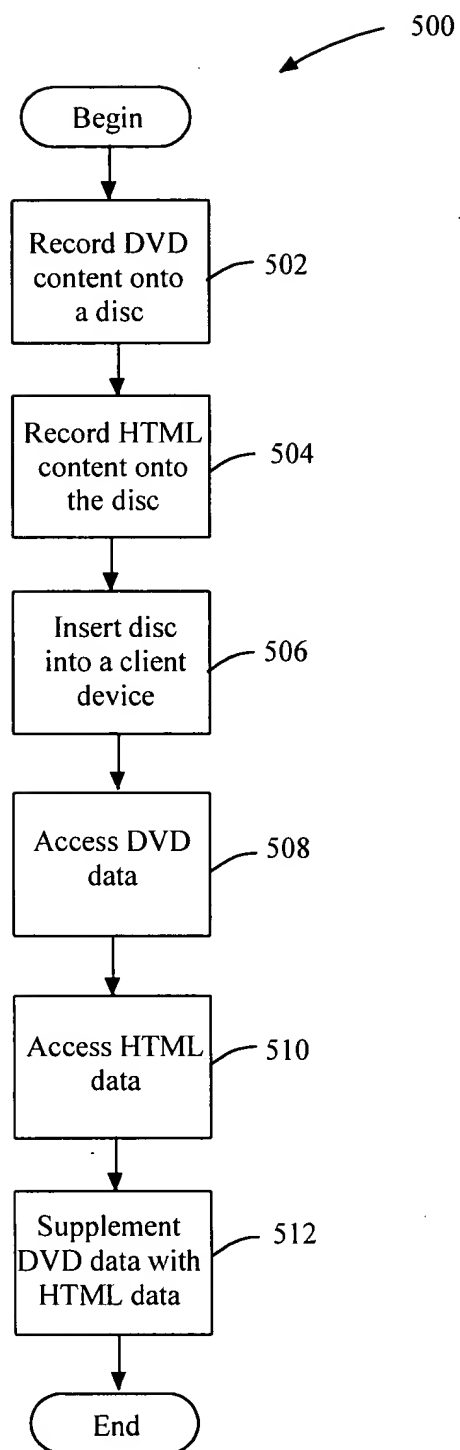 500
Begin
Record DVD
content onto
a disc
502
Record HTML
content onto
the disc
504
Insert disc
into a client
device
506
Access DVD
data
508
Access HTML
data
510
Supplement
DVD data with
HTML data
512
End